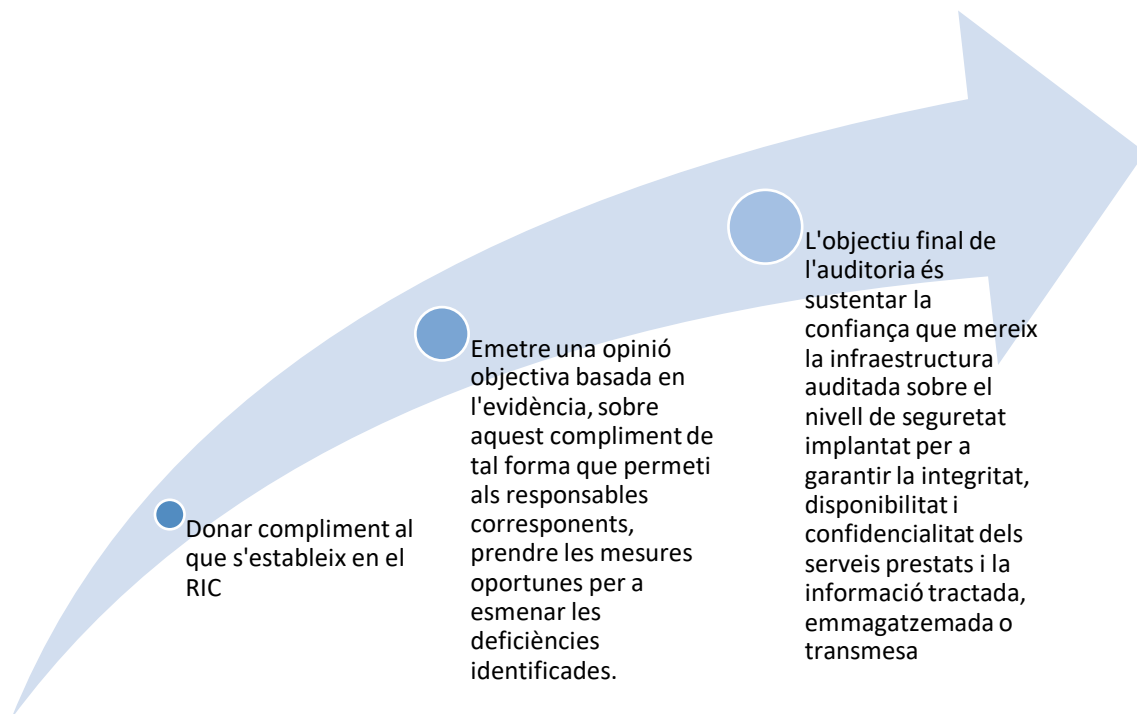 Donar compliment al
que s'estableix en el
RIC
Emetre una opinió
objectiva basada en
l'evidència, sobre
aquest compliment de
tal forma que permeti
als responsables
corresponents,
prendre les mesures
oportunes per a
esmenar les
deficiències
identificades.
L'objectiu final de
l'auditoria és
sustentar la
confiança que mereix
la infraestructura
auditada sobre el
nivell de seguretat
implantat per a
garantir la integritat,
disponibilitat i
confidencialitat dels
serveis prestats i la
informació tractada,
emmagatzemada o
transmesa